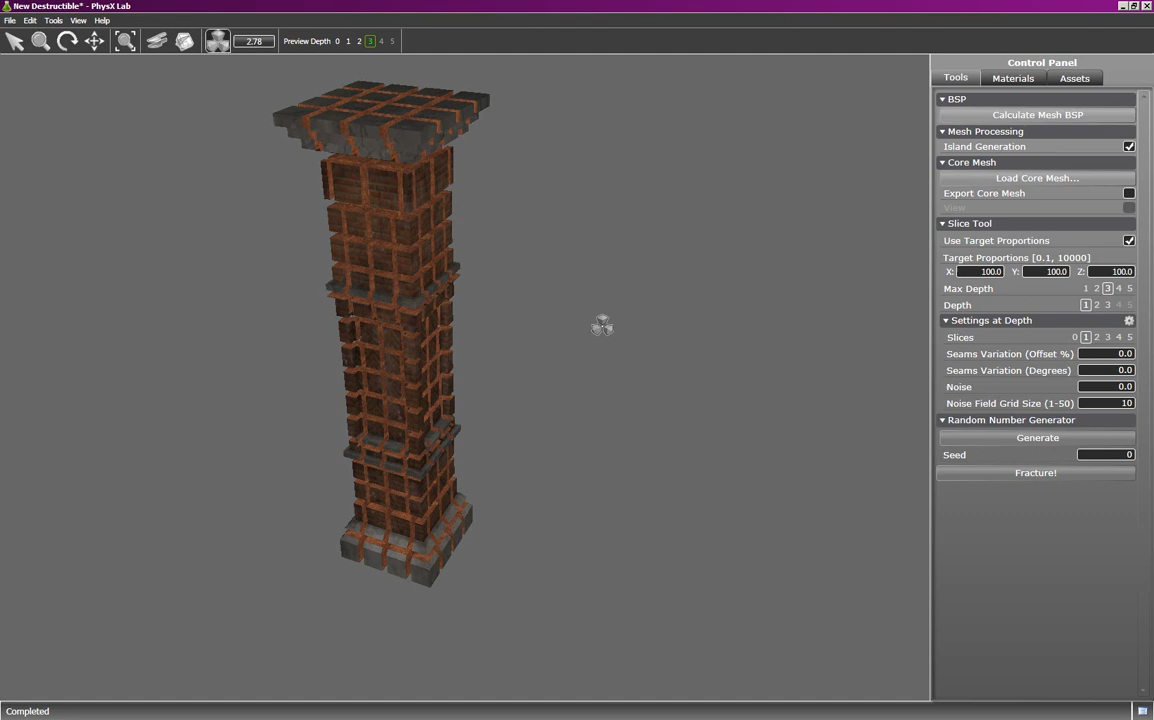 New Destructible* - PhysX Lab
File Edit Tools View Help
2.78 Preview Depth 0 1 2 3 4 5
Control Panel
Tools Materials Assets
BSP
Calculate Mesh BSP
Mesh Processing
Island Generation
Core Mesh
Load Core Mesh...
Export Core Mesh
View
Slice Tool
Use Target Proportions
Target Proportions [0.1, 10000]
X: 100.0 Y: 100.0 Z: 100.0
Max Depth 1 2 3 4 5
Depth 1 2 3 4 5
Settings at Depth
Slices 0 1 2 3 4 5
Seams Variation (Offset %) 0.0
Seams Variation (Degrees) 0.0
Noise 0.0
Noise Field Grid Size (1-50) 10
Random Number Generator
Generate
Seed 0
Fracture!
Completed